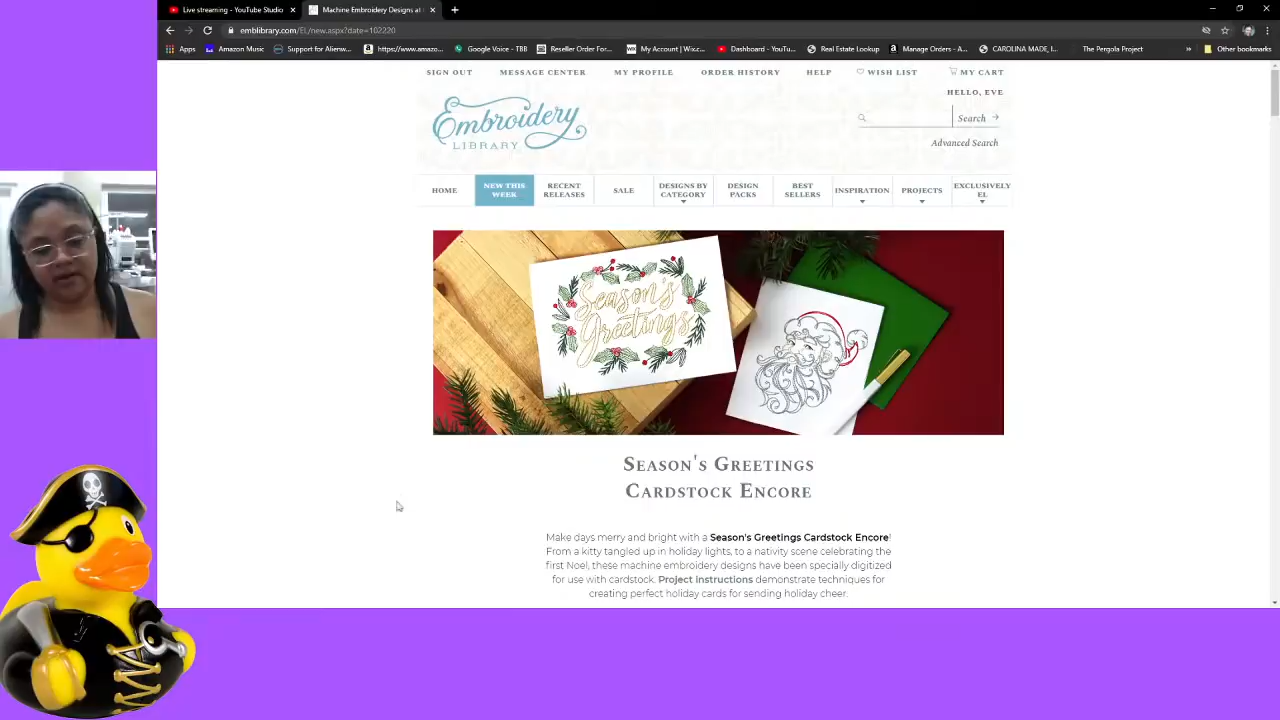 Live streaming - YouTube Studio
Machine Embroidery Designs at
emblibrary.com/EL/new.aspx?date=102220
Apps
Amazon Music
Support for Alienw...
https://www.amazo...
Google Voice - TBB
Reseller Order For...
My Account | Wix.c...
Dashboard - YouTu...
Real Estate Lookup
Manage Orders - A...
CAROLINA MADE, I...
The Pergola Project
»
Other bookmarks
SIGN OUT
MESSAGE CENTER
MY PROFILE
ORDER HISTORY
HELP
WISH LIST
MY CART
HELLO, EVE
Embroidery
LIBRARY
Search
Advanced Search
HOME
NEW THIS
WEEK
RECENT
RELEASES
SALE
DESIGNS BY
CATEGORY
DESIGN
PACKS
BEST
SELLERS
INSPIRATION
PROJECTS
EXCLUSIVELY
EL
Season's
Greetings
SEASON'S GREETINGS
CARDSTOCK ENCORE
Make days merry and bright with a Season's Greetings Cardstock Encore!
From a kitty tangled up in holiday lights, to a nativity scene celebrating the
first Noel, these machine embroidery designs have been specially digitized
for use with cardstock. Project instructions demonstrate techniques for
creating perfect holiday cards for sending holiday cheer.